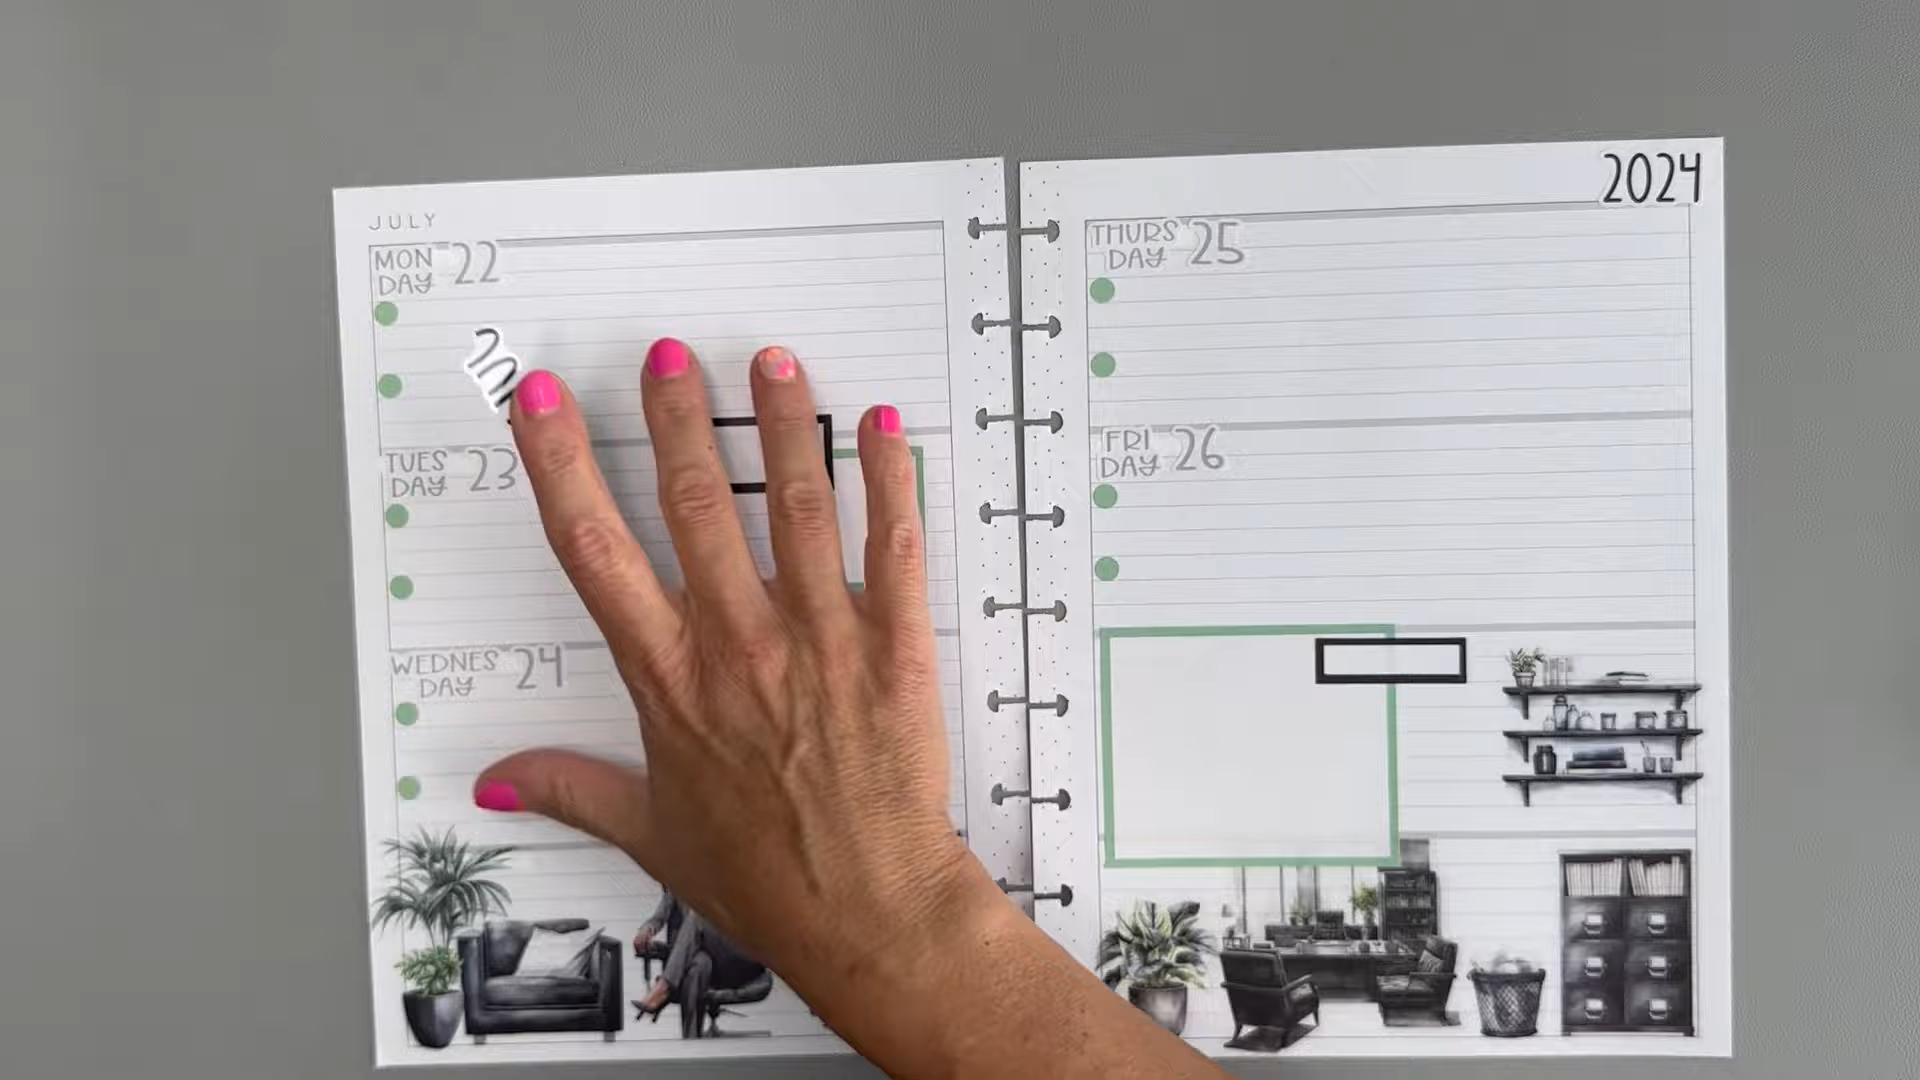 JULY
2024
MON
DAY 22
TUES
DAY 23
WEDNES
DAY 24
THURS
DAY 25
FRI
DAY 26